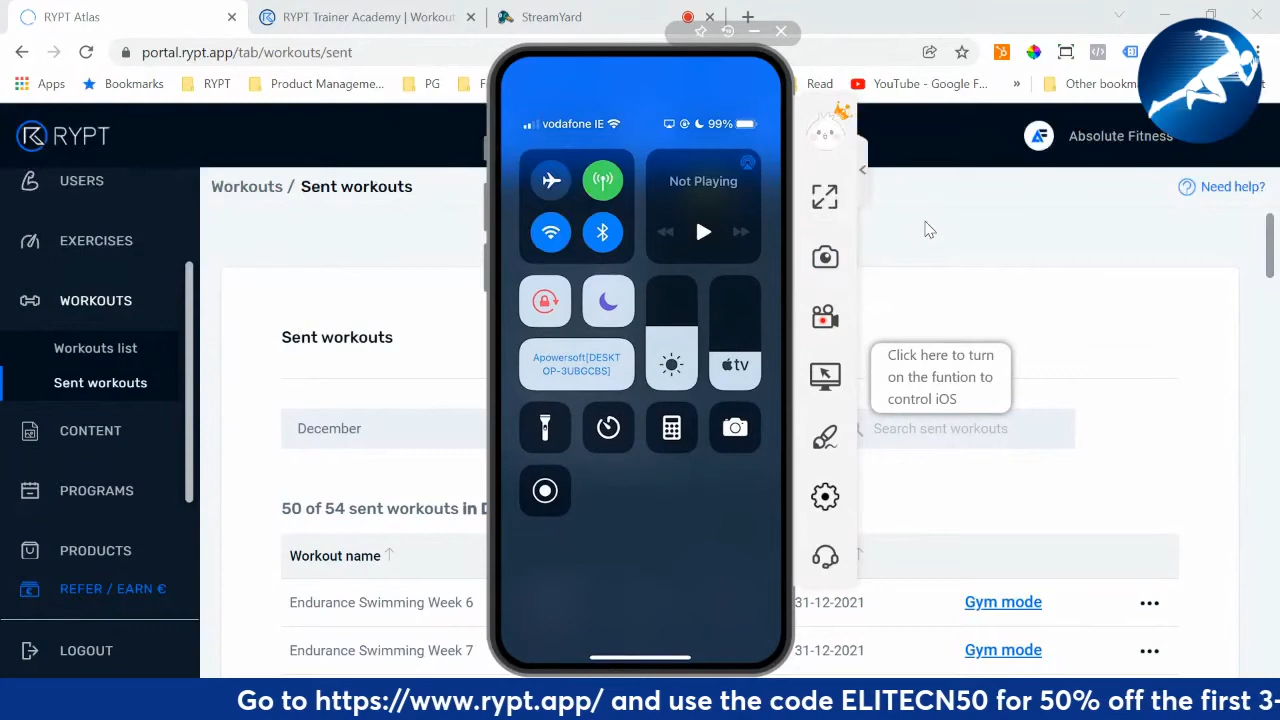 RYPT Atlas
RYPT Trainer Academy | Workout
StreamYard
portal.rypt.app/tab/workouts/sent
Apps
Bookmarks
RYPT
Product Manageme...
PG
Read
YouTube - Google F...
»
Other bookm
RYPT
Absolute Fitness
USERS
EXERCISES
WORKOUTS
Workouts list
Sent workouts
CONTENT
PROGRAMS
PRODUCTS
REFER / EARN €
LOGOUT
Workouts / Sent workouts
Need help?
Sent workouts
December
Search sent workouts
50 of 54 sent workouts in D
Workout name
Endurance Swimming Week 6
31-12-2021
Gym mode
Endurance Swimming Week 7
31-12-2021
Gym mode
vodafone IE
99%
Not Playing
Apowersoft[DESKT
OP-3UBGCBS]
tv
Click here to turn
on the funtion to
control iOS
Go to https://www.rypt.app/ and use the code ELITECN50 for 50% off the first 3-